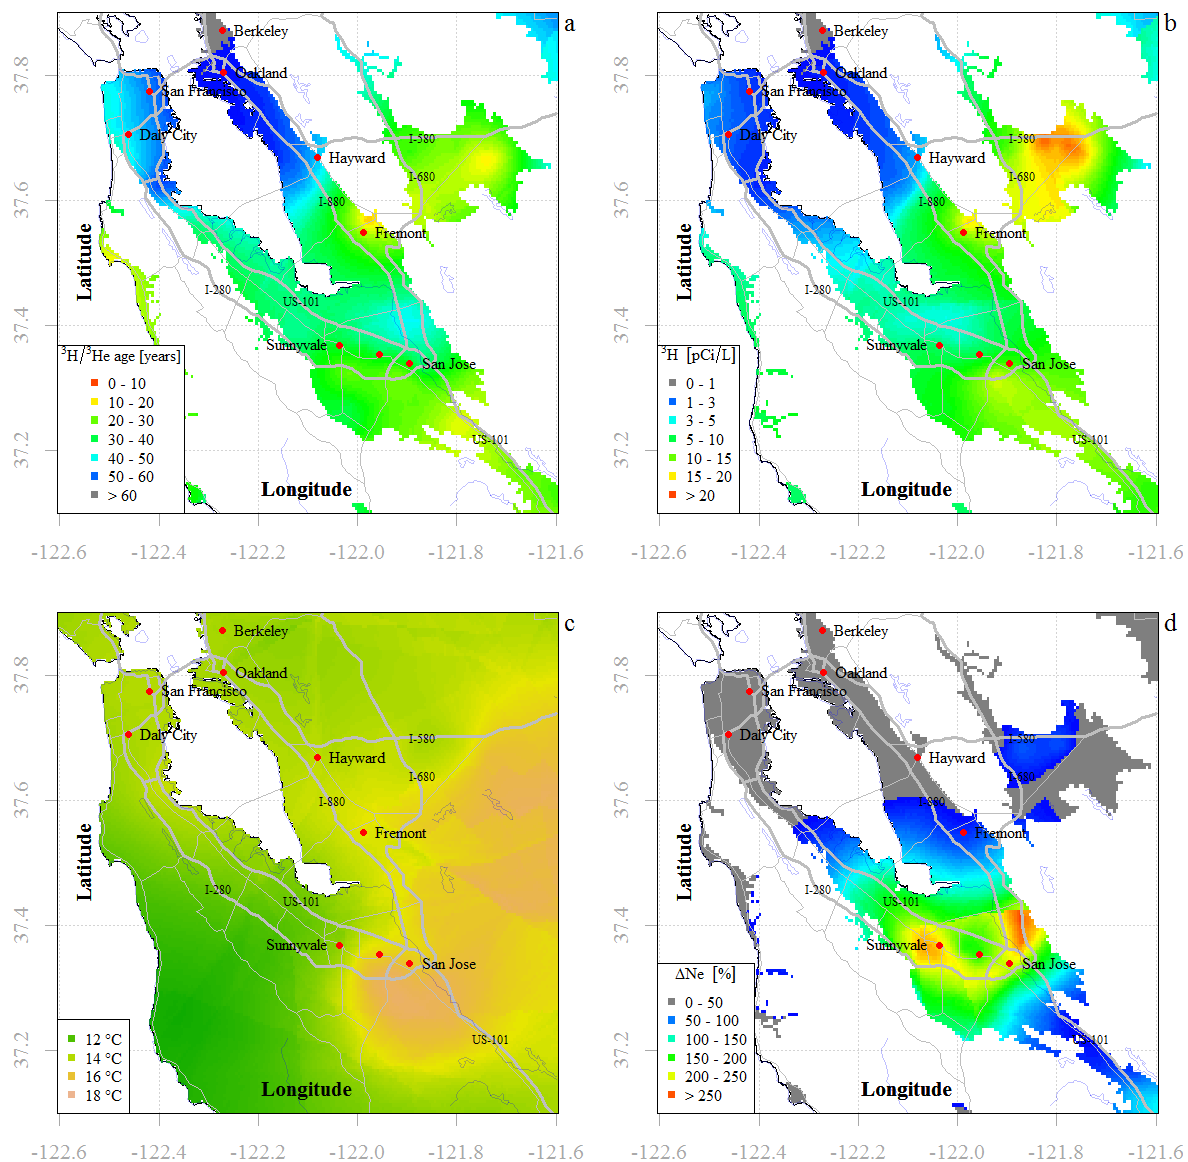 a
Berkeley
Oakland
San Francisco
Daly City
Hayward
Fremont
Sunnyvale
San Jose
I-580
I-680
I-880
I-280
US-101
US-101
³H/³He age [years]
0 - 10
10 - 20
20 - 30
30 - 40
40 - 50
50 - 60
> 60
Latitude
Longitude
37.8
37.6
37.4
37.2
-122.6
-122.4
-122.2
-122.0
-121.8
-121.6
b
Berkeley
Oakland
San Francisco
Daly City
Hayward
Fremont
Sunnyvale
San Jose
I-580
I-680
I-880
I-280
US-101
US-101
³H [pCi/L]
0 - 1
1 - 3
3 - 5
5 - 10
10 - 15
15 - 20
> 20
Latitude
Longitude
37.8
37.6
37.4
37.2
-122.6
-122.4
-122.2
-122.0
-121.8
-121.6
c
Berkeley
Oakland
San Francisco
Daly City
Hayward
Fremont
Sunnyvale
San Jose
I-580
I-680
I-880
I-280
US-101
US-101
12 °C
14 °C
16 °C
18 °C
Latitude
Longitude
37.8
37.6
37.4
37.2
-122.6
-122.4
-122.2
-122.0
-121.8
-121.6
d
Berkeley
Oakland
San Francisco
Daly City
Hayward
Fremont
Sunnyvale
San Jose
I-580
I-680
I-880
I-280
US-101
US-101
ΔNe [%]
0 - 50
50 - 100
100 - 150
150 - 200
200 - 250
> 250
Latitude
Longitude
37.8
37.6
37.4
37.2
-122.6
-122.4
-122.2
-122.0
-121.8
-121.6